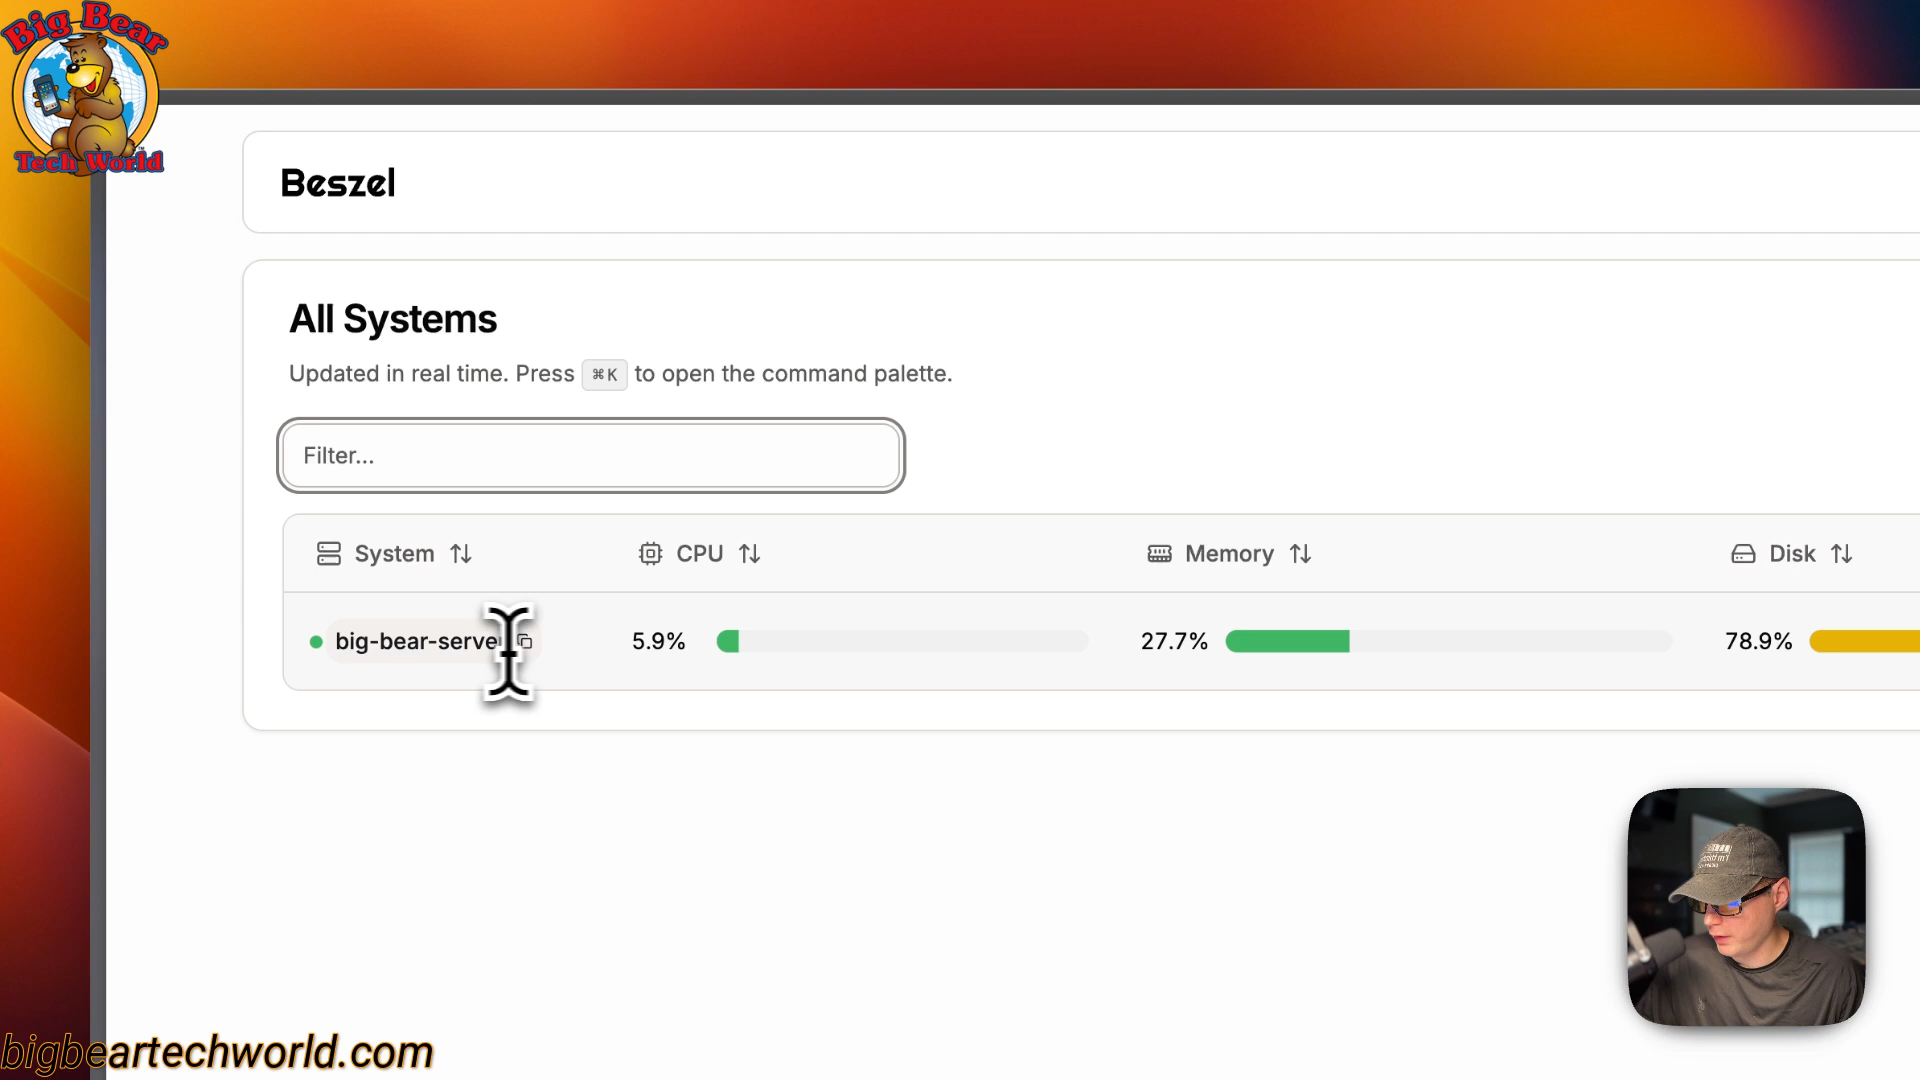 Big Bear
Tech World
Beszel
All Systems
Updated in real time. Press ⌘ K to open the command palette.
Filter...
System CPU Memory Disk
big-bear-serve 5.9% 27.7% 78.9%
bigbeartechworld.com